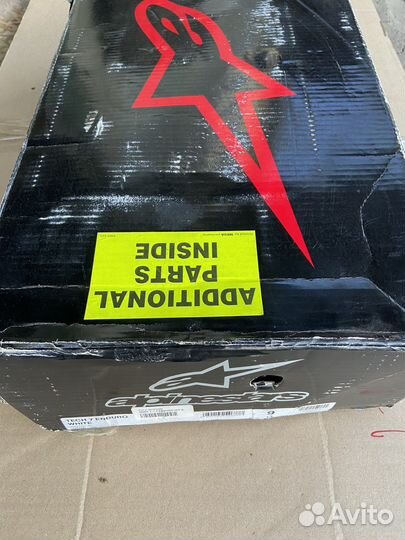 ADDITIONAL
PARTS
INSIDE
alpinestars
TECH 7 ENDURO
WHITE
9
Avito